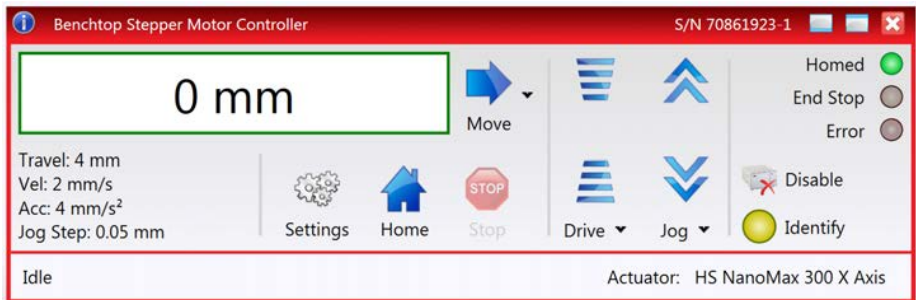 Benchtop Stepper Motor Controller
S/N 70861923-1
0 mm
Move
Homed
End Stop
Error
Travel: 4 mm
Vel: 2 mm/s
Acc: 4 mm/s²
Jog Step: 0.05 mm
Settings
Home
STOP
Stop
Drive
Jog
Disable
Identify
Idle
Actuator: HS NanoMax 300 X Axis